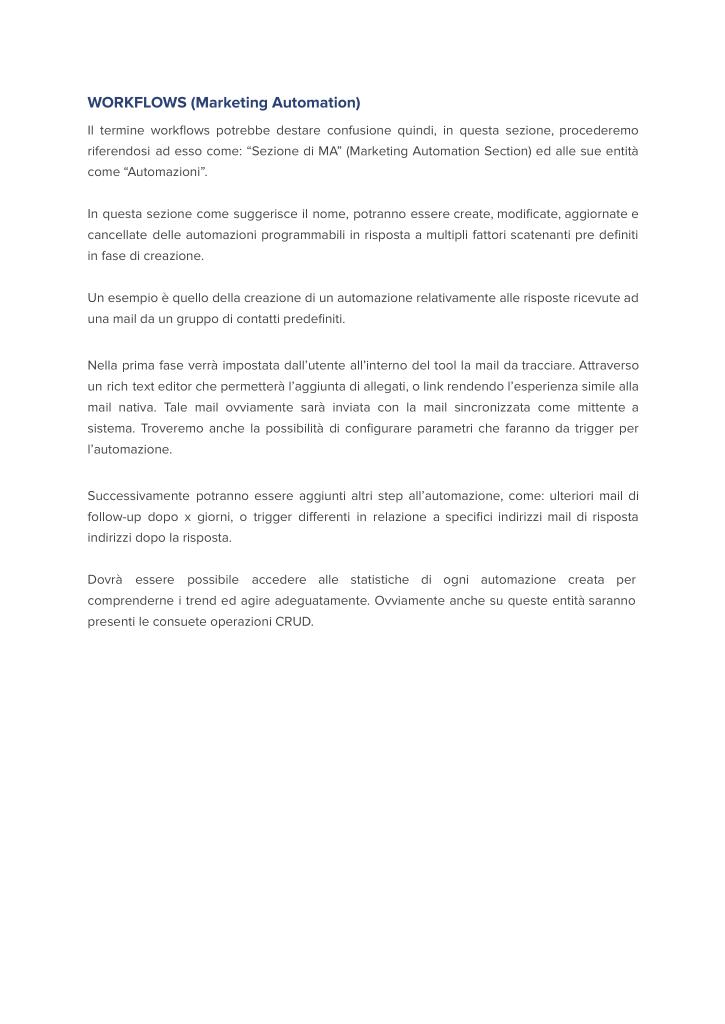 WORKFLOWS (Marketing Automation)
Il termine workflows potrebbe destare confusione quindi, in questa sezione, procederemo
riferendosi ad esso come: “Sezione di MA” (Marketing Automation Section) ed alle sue entità
come “Automazioni”.
In questa sezione come suggerisce il nome, potranno essere create, modificate, aggiornate e
cancellate delle automazioni programmabili in risposta a multipli fattori scatenanti pre definiti
in fase di creazione.
Un esempio è quello della creazione di un automazione relativamente alle risposte ricevute ad
una mail da un gruppo di contatti predefiniti.
Nella prima fase verrà impostata dall’utente all’interno del tool la mail da tracciare. Attraverso
un rich text editor che permetterà l’aggiunta di allegati, o link rendendo l’esperienza simile alla
mail nativa. Tale mail ovviamente sarà inviata con la mail sincronizzata come mittente a
sistema. Troveremo anche la possibilità di configurare parametri che faranno da trigger per
l’automazione.
Successivamente potranno essere aggiunti altri step all’automazione, come: ulteriori mail di
follow-up dopo x giorni, o trigger differenti in relazione a specifici indirizzi mail di risposta
indirizzi dopo la risposta.
Dovrà essere possibile accedere alle statistiche di ogni automazione creata per
comprenderne i trend ed agire adeguatamente. Ovviamente anche su queste entità saranno
presenti le consuete operazioni CRUD.